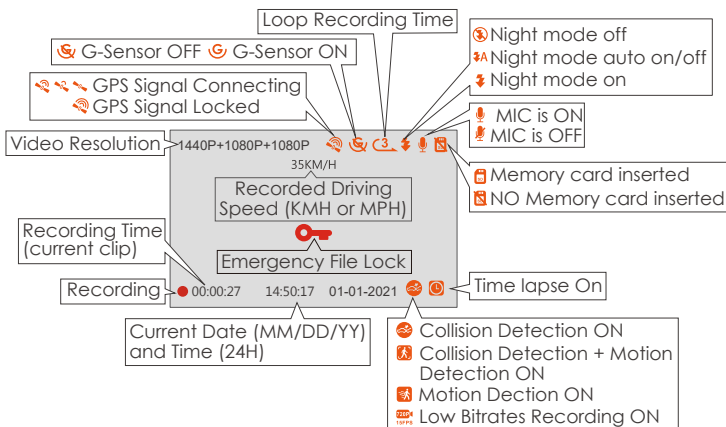 Loop Recording Time
G-Sensor OFF G-Sensor ON
GPS Signal Connecting
GPS Signal Locked
Night mode off
A Night mode auto on/off
Night mode on
MIC is ON
MIC is OFF
Memory card inserted
NO Memory card inserted
Video Resolution
1440P+1080P+1080P
3
35KM/H
Recorded Driving
Speed (KMH or MPH)
Emergency File Lock
Recording Time
(current clip)
Recording
00:00:27 14:50:17 01-01-2021
Time lapse On
Current Date (MM/DD/YY)
and Time (24H)
Collision Detection ON
Collision Detection + Motion
Detection ON
Motion Dection ON
720P
15FPS
Low Bitrates Recording ON